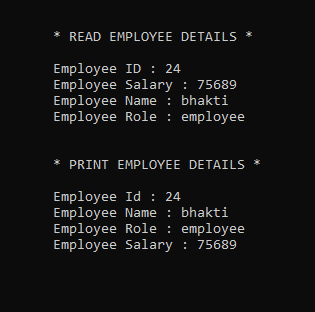 * READ EMPLOYEE DETAILS *
Employee ID : 24
Employee Salary : 75689
Employee Name : bhakti
Employee Role : employee
* PRINT EMPLOYEE DETAILS *
Employee Id : 24
Employee Name : bhakti
Employee Role : employee
Employee Salary : 75689